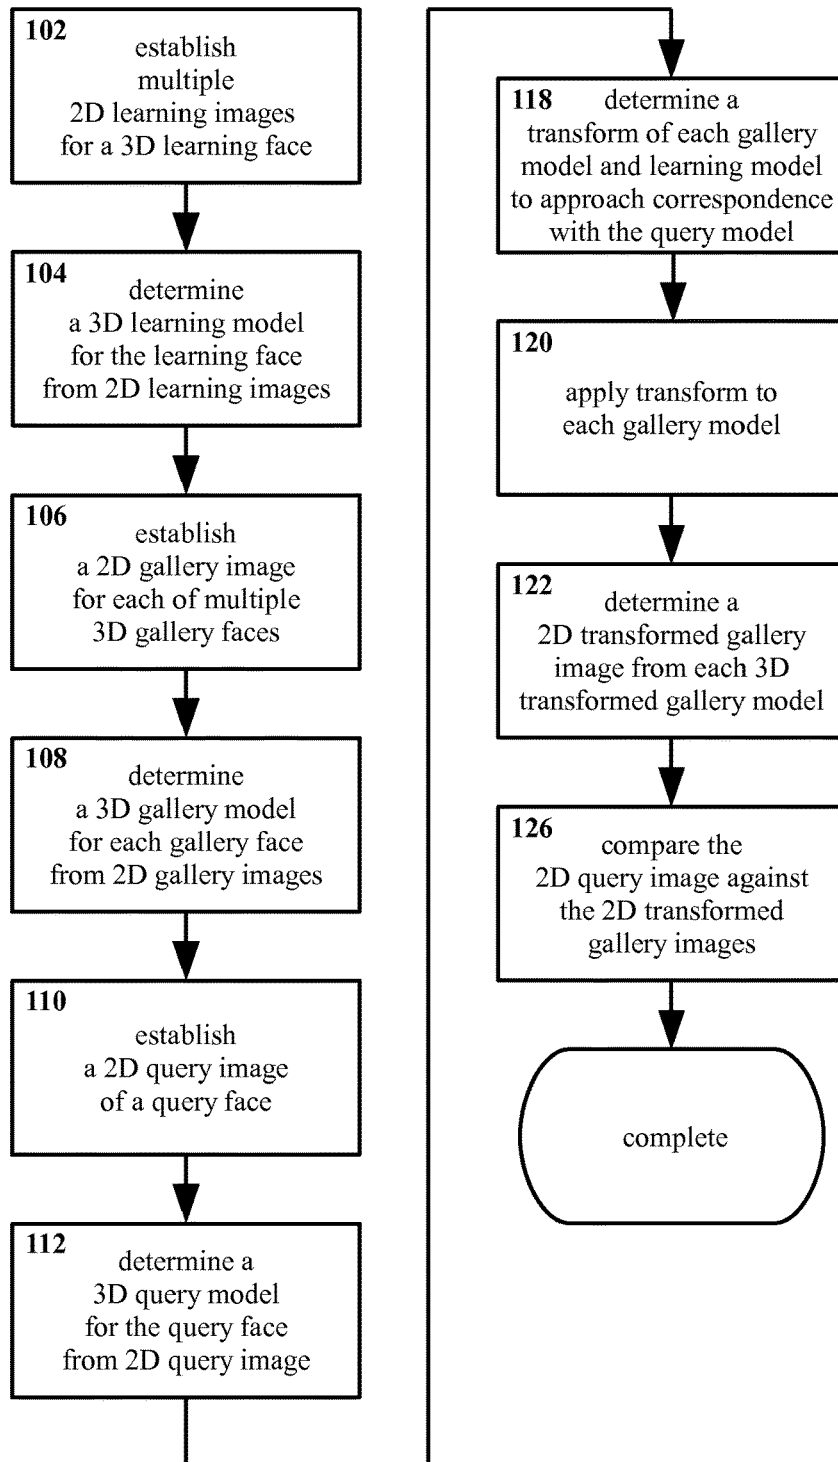 102
establish
multiple
2D learning images
for a 3D learning face
104
determine
a 3D learning model
for the learning face
from 2D learning images
106
establish
a 2D gallery image
for each of multiple
3D gallery faces
108
determine
a 3D gallery model
for each gallery face
from 2D gallery images
110
establish
a 2D query image
of a query face
112
determine a
3D query model
for the query face
from 2D query image
118 determine a
transform of each gallery
model and learning model
to approach correspondence
with the query model
120
apply transform to
each gallery model
122
determine a
2D transformed gallery
image from each 3D
transformed gallery model
126
compare the
2D query image against
the 2D transformed
gallery images
complete